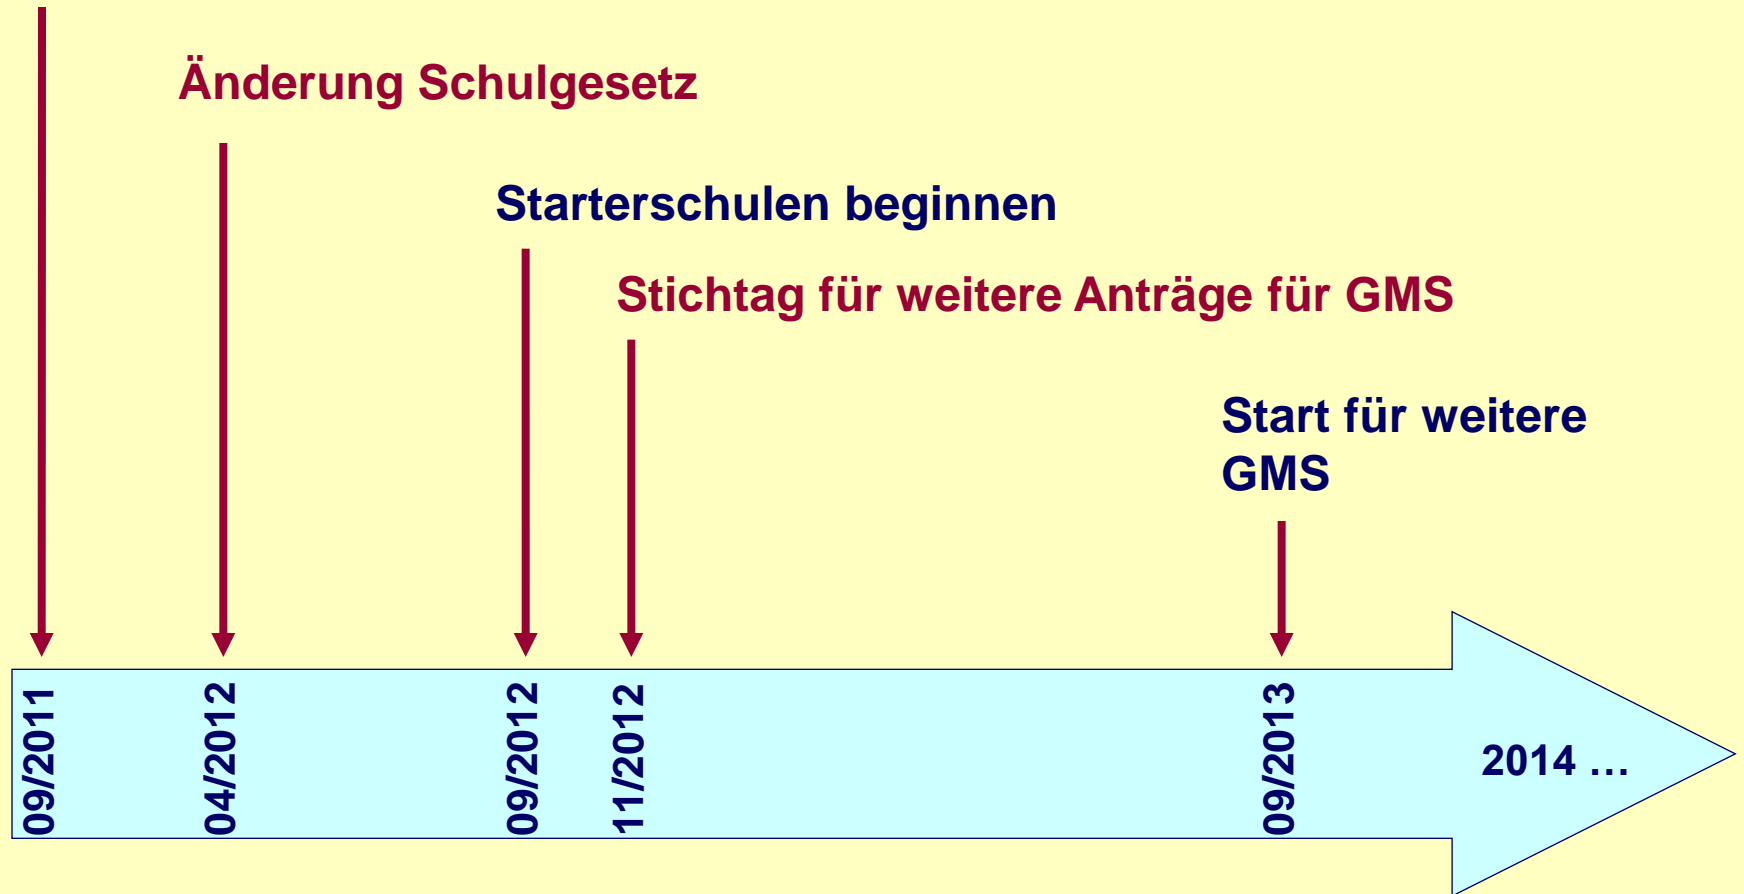 Änderung Schulgesetz
Starterschulen beginnen
Stichtag für weitere Anträge für GMS
Start für weitere
GMS
09/2011
04/2012
09/2012
11/2012
09/2013
2014 ...